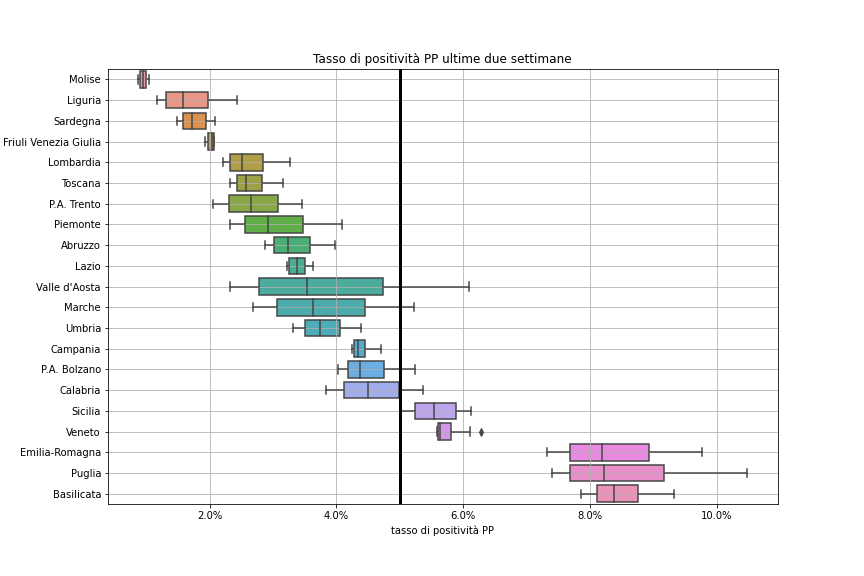 Tasso di positività PP ultime due settimane
Molise
Liguria
Sardegna
Friuli Venezia Giulia
Lombardia
Toscana
P.A. Trento
Piemonte
Abruzzo
Lazio
Valle d'Aosta
Marche
Umbria
Campania
P.A. Bolzano
Calabria
Sicilia
Veneto
Emilia-Romagna
Puglia
Basilicata
2.0% 4.0% 6.0% 8.0% 10.0%
tasso di positività PP